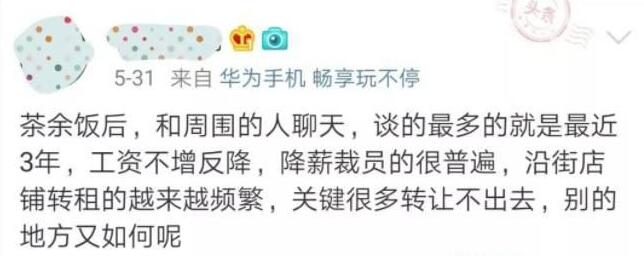 头条
5-31 来自 华为手机 畅享玩不停
茶余饭后，和周围的人聊天，谈的最多的就是最近
3年，工资不增反降，降薪裁员的很普遍，沿街店
铺转租的越来越频繁，关键很多转让不出去，别的
地方又如何呢